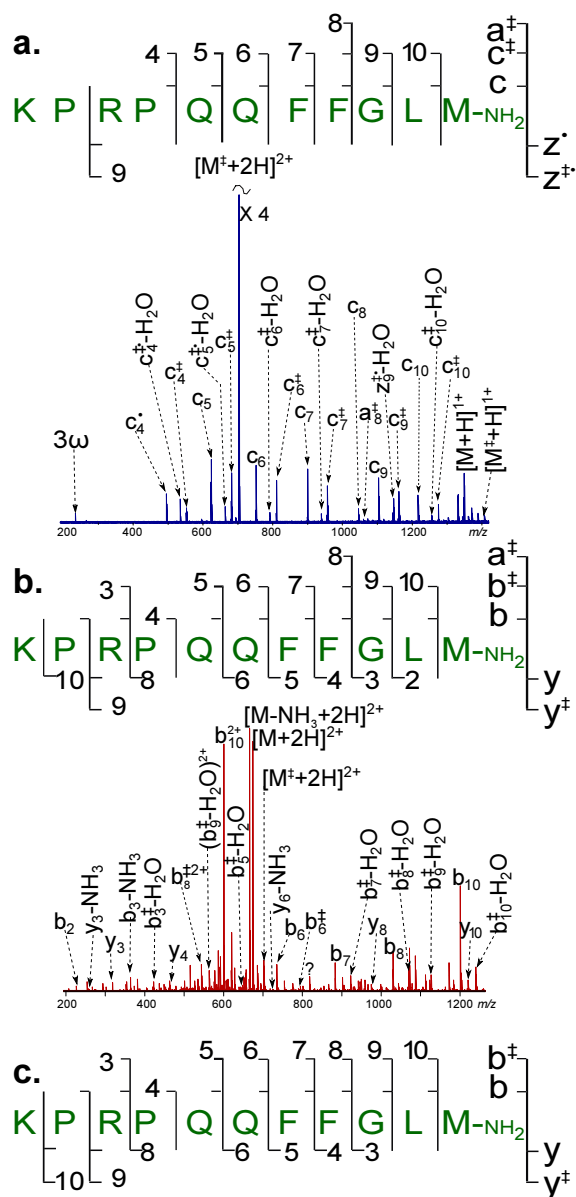 a.
4 5 6 7 8 9 10
a‡
c‡
c
K P R P Q Q F F G L M-NH₂
9
z•
z‡•
[M‡+2H]²⁺
X 4
3ω
c₄•
c₄‡•-H₂O
c₄‡
c₅
c₅‡•-H₂O
c₅‡
c₆
c₆‡-H₂O
c₆‡
c₇
c₇‡-H₂O
c₇‡
c₈
a₈‡
c₉
z₉‡•-H₂O
c₉‡
c₁₀
c₁₀‡-H₂O
c₁₀‡
[M+H]¹⁺
[M‡+H]¹⁺
200 400 600 800 1000 1200 m/z
b.
3 4 5 6 7 8 9 10
a‡
b‡
b
K P R P Q Q F F G L M-NH₂
10 9 8 6 5 4 3 2
y
y‡
[M-NH₃+2H]²⁺
[M+2H]²⁺
[M‡+2H]²⁺
b₂
y₃-NH₃
y₃
b₃-NH₃
b₃‡-H₂O
y₄
b₈‡²⁺
(b₉‡-H₂O)²⁺
b₁₀²⁺
b₅‡-H₂O
y₆-NH₃
b₆
b₆‡
?
b₇
b₇‡-H₂O
y₈
b₈
b₈‡-H₂O
b₉‡-H₂O
b₁₀
y₁₀
b₁₀‡-H₂O
200 400 600 800 1000 1200 m/z
c.
3 4 5 6 7 8 9 10
b‡
b
K P R P Q Q F F G L M-NH₂
10 9 8 6 5 4 3
y
y‡